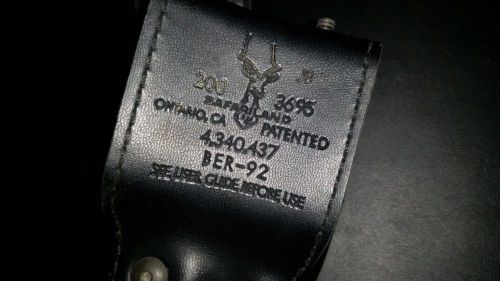 200 3695
SAFARILAND
ONTARIO, CA PATENTED
4,340,437
BER-92
SEE USER GUIDE BEFORE USE